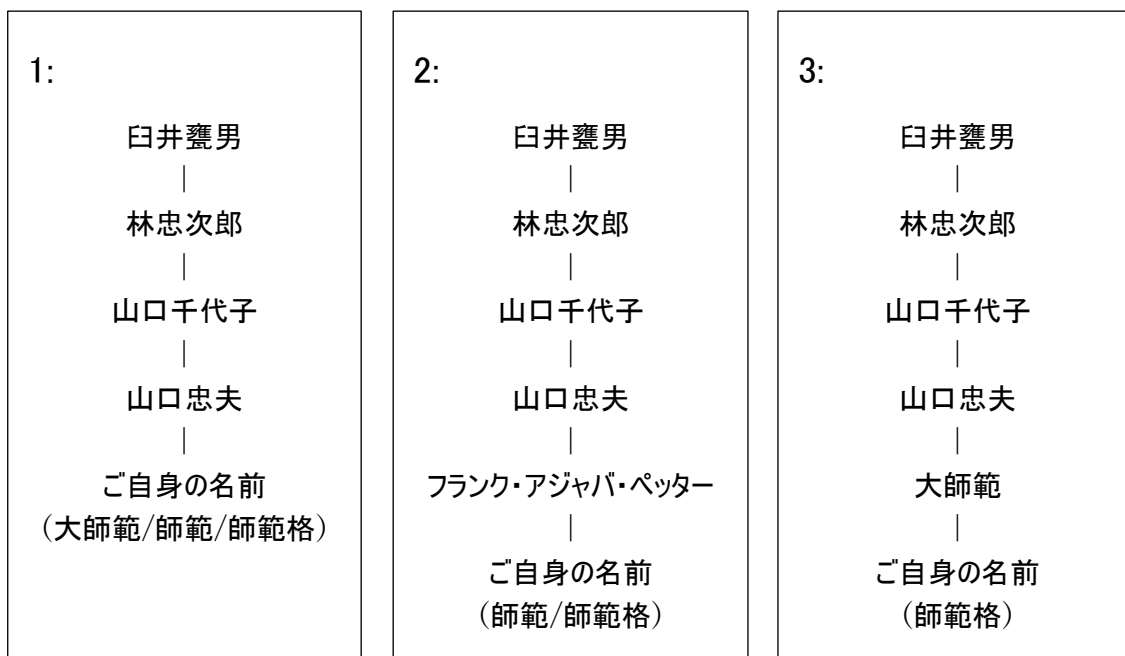 1:
臼井甕男
|
林忠次郎
|
山口千代子
|
山口忠夫
|
ご自身の名前
(大師範/師範/師範格)
2:
臼井甕男
|
林忠次郎
|
山口千代子
|
山口忠夫
|
フランク・アジャバ・ペッター
|
ご自身の名前
(師範/師範格)
3:
臼井甕男
|
林忠次郎
|
山口千代子
|
山口忠夫
|
大師範
|
ご自身の名前
(師範格)